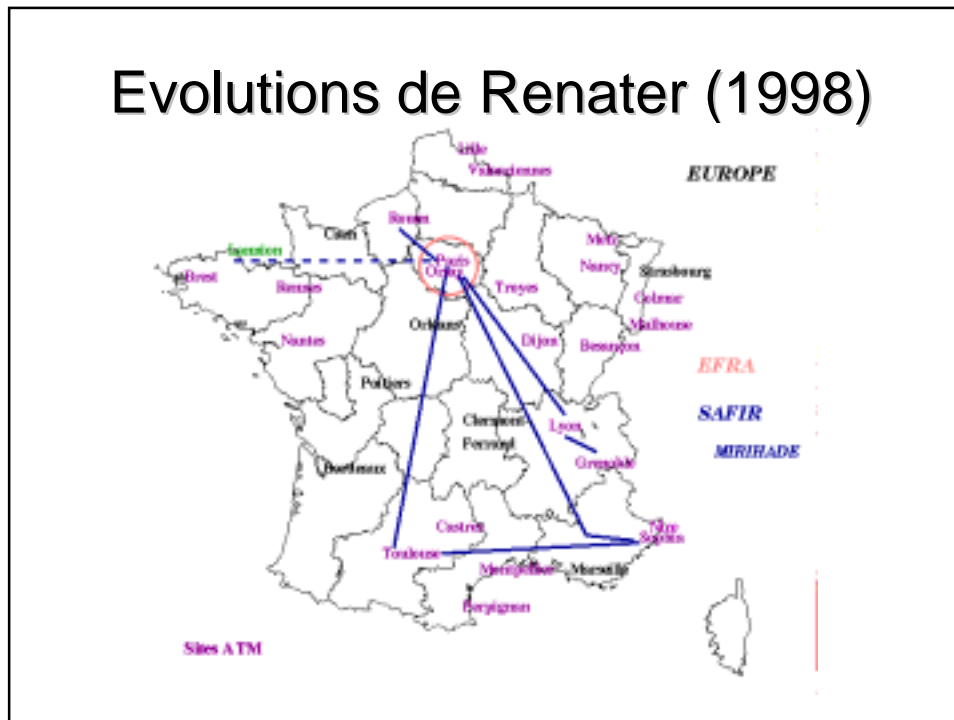 Evolutions de Renater (1998)
Lille
Valenciennes
EUROPE
Rouen
Caen
Metz
Lannion
Paris
Nancy
Strasbourg
Brest
Rennes
Troyes
Colmar
Orléans
Mulhouse
Nantes
Dijon
Besançon
EFRA
Poitiers
SAFIR
Clermont
Lyon
Ferrand
MIRIHADE
Grenoble
Bordeaux
Castres
Nice
Sophia
Toulouse
Montpellier
Marseille
Perpignan
Sites ATM